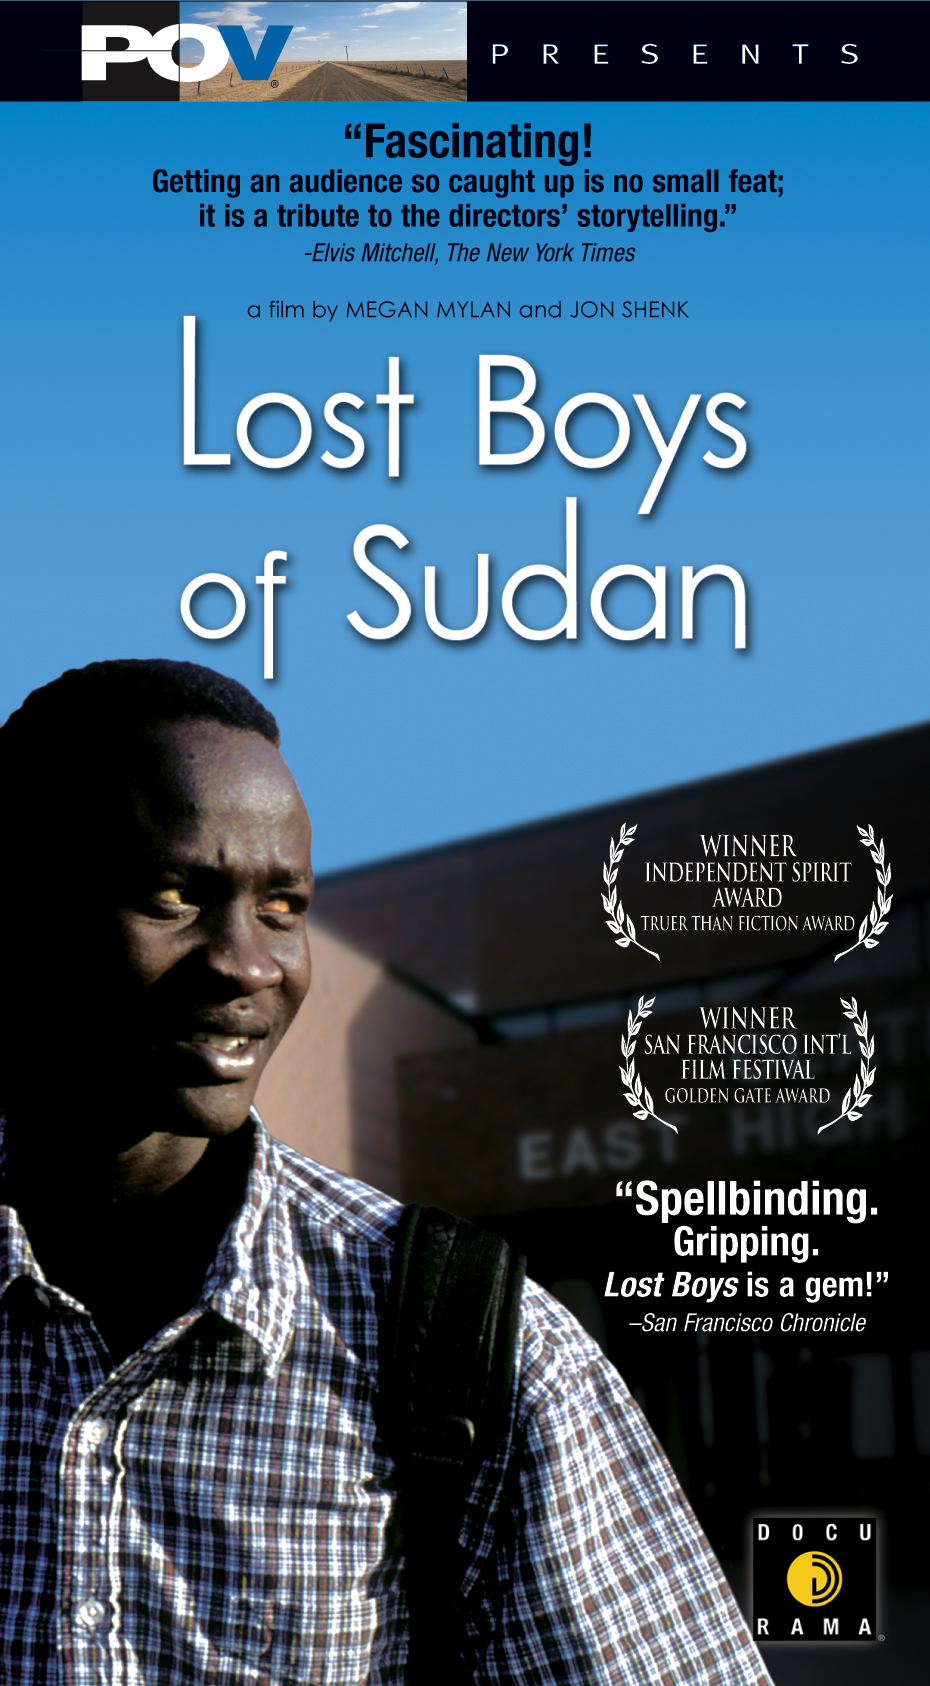 POV® PRESENTS
“Fascinating!
Getting an audience so caught up is no small feat;
it is a tribute to the directors’ storytelling.”
-Elvis Mitchell, The New York Times
a film by MEGAN MYLAN and JON SHENK
Lost Boys
of Sudan
WINNER
INDEPENDENT SPIRIT
AWARD
TRUER THAN FICTION AWARD
WINNER
SAN FRANCISCO INT'L
FILM FESTIVAL
GOLDEN GATE AWARD
EAST HIGH
“Spellbinding.
Gripping.
Lost Boys is a gem!”
–San Francisco Chronicle
DOCU
RAMA®